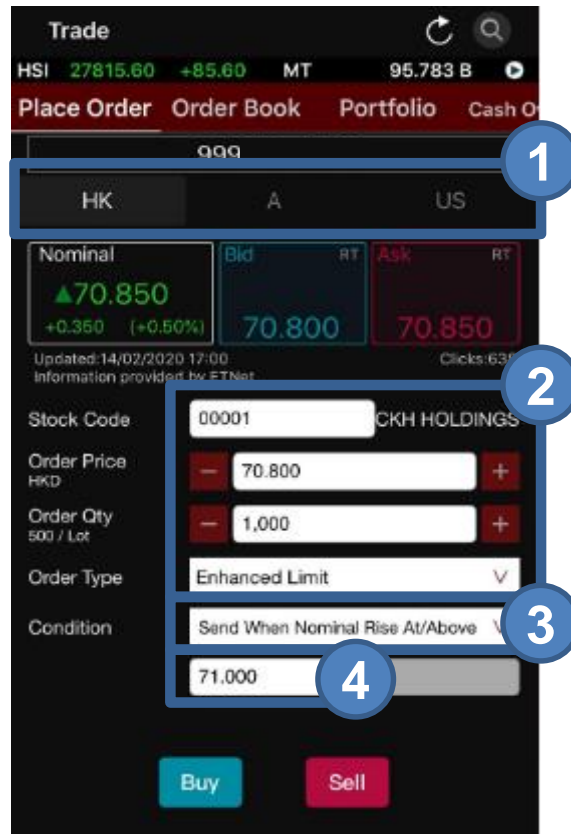 Trade
HSI 27815.60 +85.60 MT 95.783 B
Place Order Order Book Portfolio Cash O
999
1
HK A US
Nominal Bid RT Ask RT
▲70.850
+0.350 (+0.50%) 70.800 70.850
Updated:14/02/2020 17:00 Clicks:63
Information provided by ETNet
2
Stock Code 00001 CKH HOLDINGS
Order Price 70.800
HKD
Order Qty 1,000
500 / Lot
Order Type Enhanced Limit
Condition Send When Nominal Rise At/Above
3
71.000
4
Buy Sell